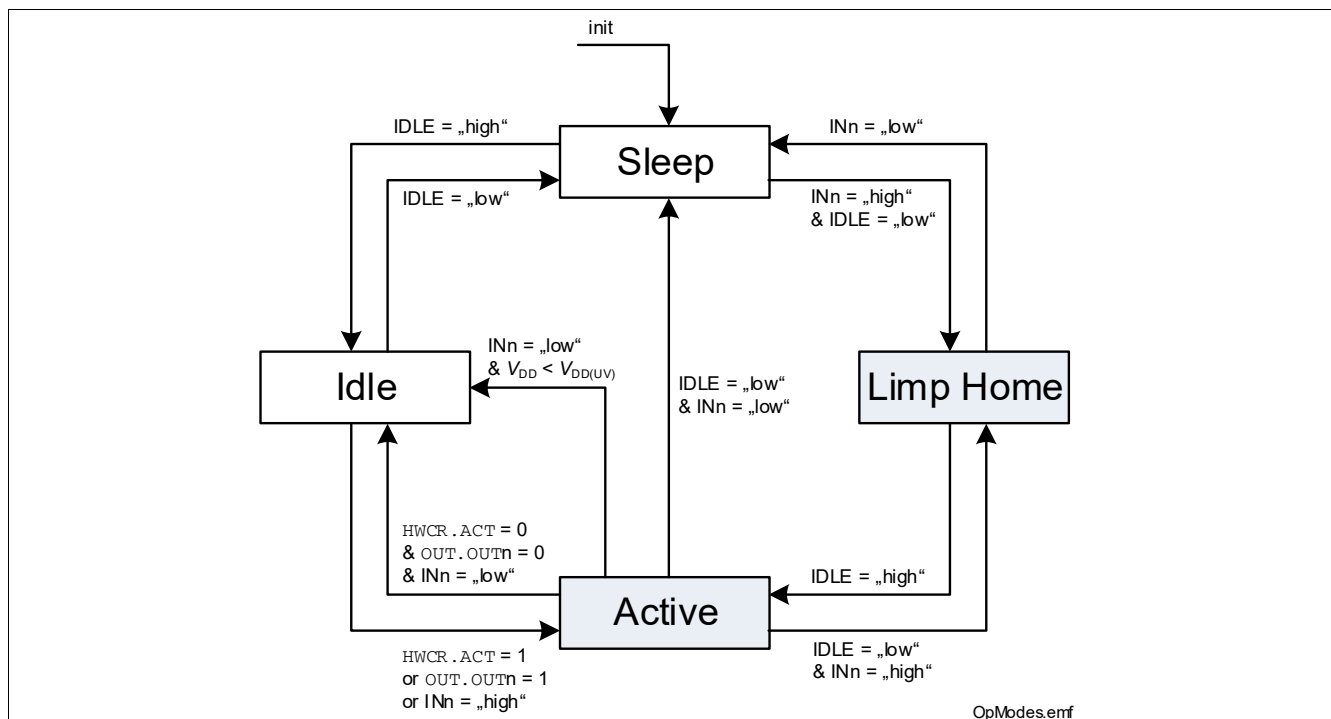 init
IDLE = „high“
INn = „low“
Sleep
IDLE = „low“
INn = „high“
& IDLE = „low“
INn = „low“
& VDD < VDD(UV)
Idle
IDLE = „low“
& INn = „low“
Limp Home
HWCR.ACT = 0
& OUT.OUTn = 0
& INn = „low“
IDLE = „high“
Active
HWCR.ACT = 1
or OUT.OUTn = 1
or INn = „high“
IDLE = „low“
& INn = „high“
OpModes.emf